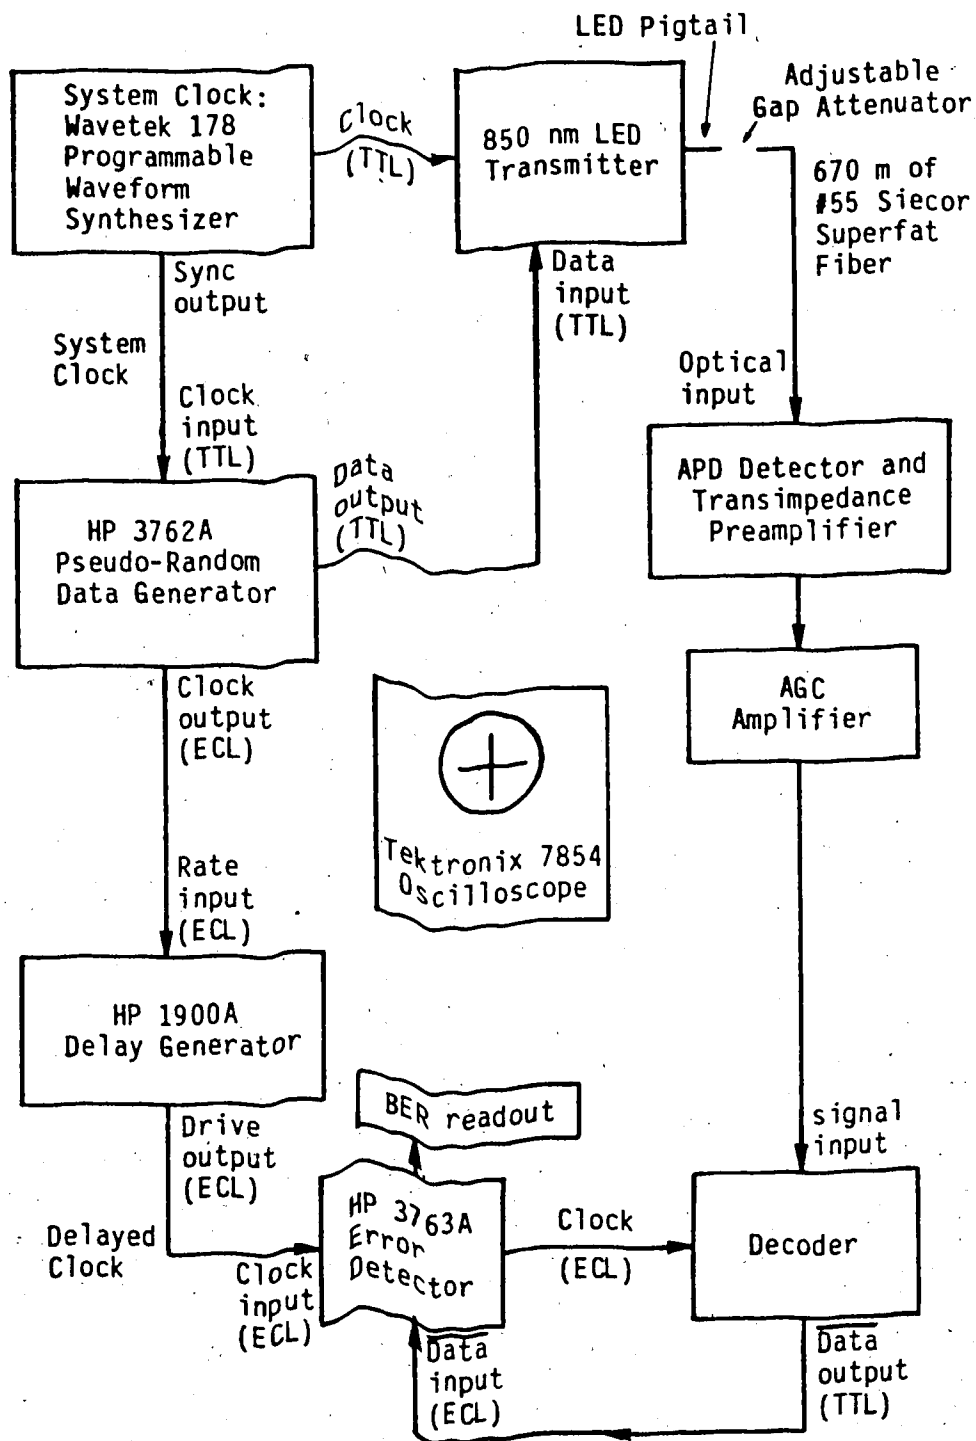 LED Pigtail
System Clock:
Wavetek 178
Programmable
Waveform
Synthesizer
Clock
(TTL)
850 nm LED
Transmitter
Adjustable
Gap Attenuator
670 m of
#55 Siecor
Superfat
Fiber
Sync
output
System
Clock
Clock
input
(TTL)
Data
input
(TTL)
Optical
input
HP 3762A
Pseudo-Random
Data Generator
Data
output
(TTL)
APD Detector and
Transimpedance
Preamplifier
Clock
output
(ECL)
AGC
Amplifier
Tektronix 7854
Oscilloscope
Rate
input
(ECL)
HP 1900A
Delay Generator
BER readout
Drive
output
(ECL)
signal
input
Delayed
Clock
Clock
input
(ECL)
HP 3763A
Error
Detector
Clock
(ECL)
Decoder
Data
input
(ECL)
Data
output
(TTL)